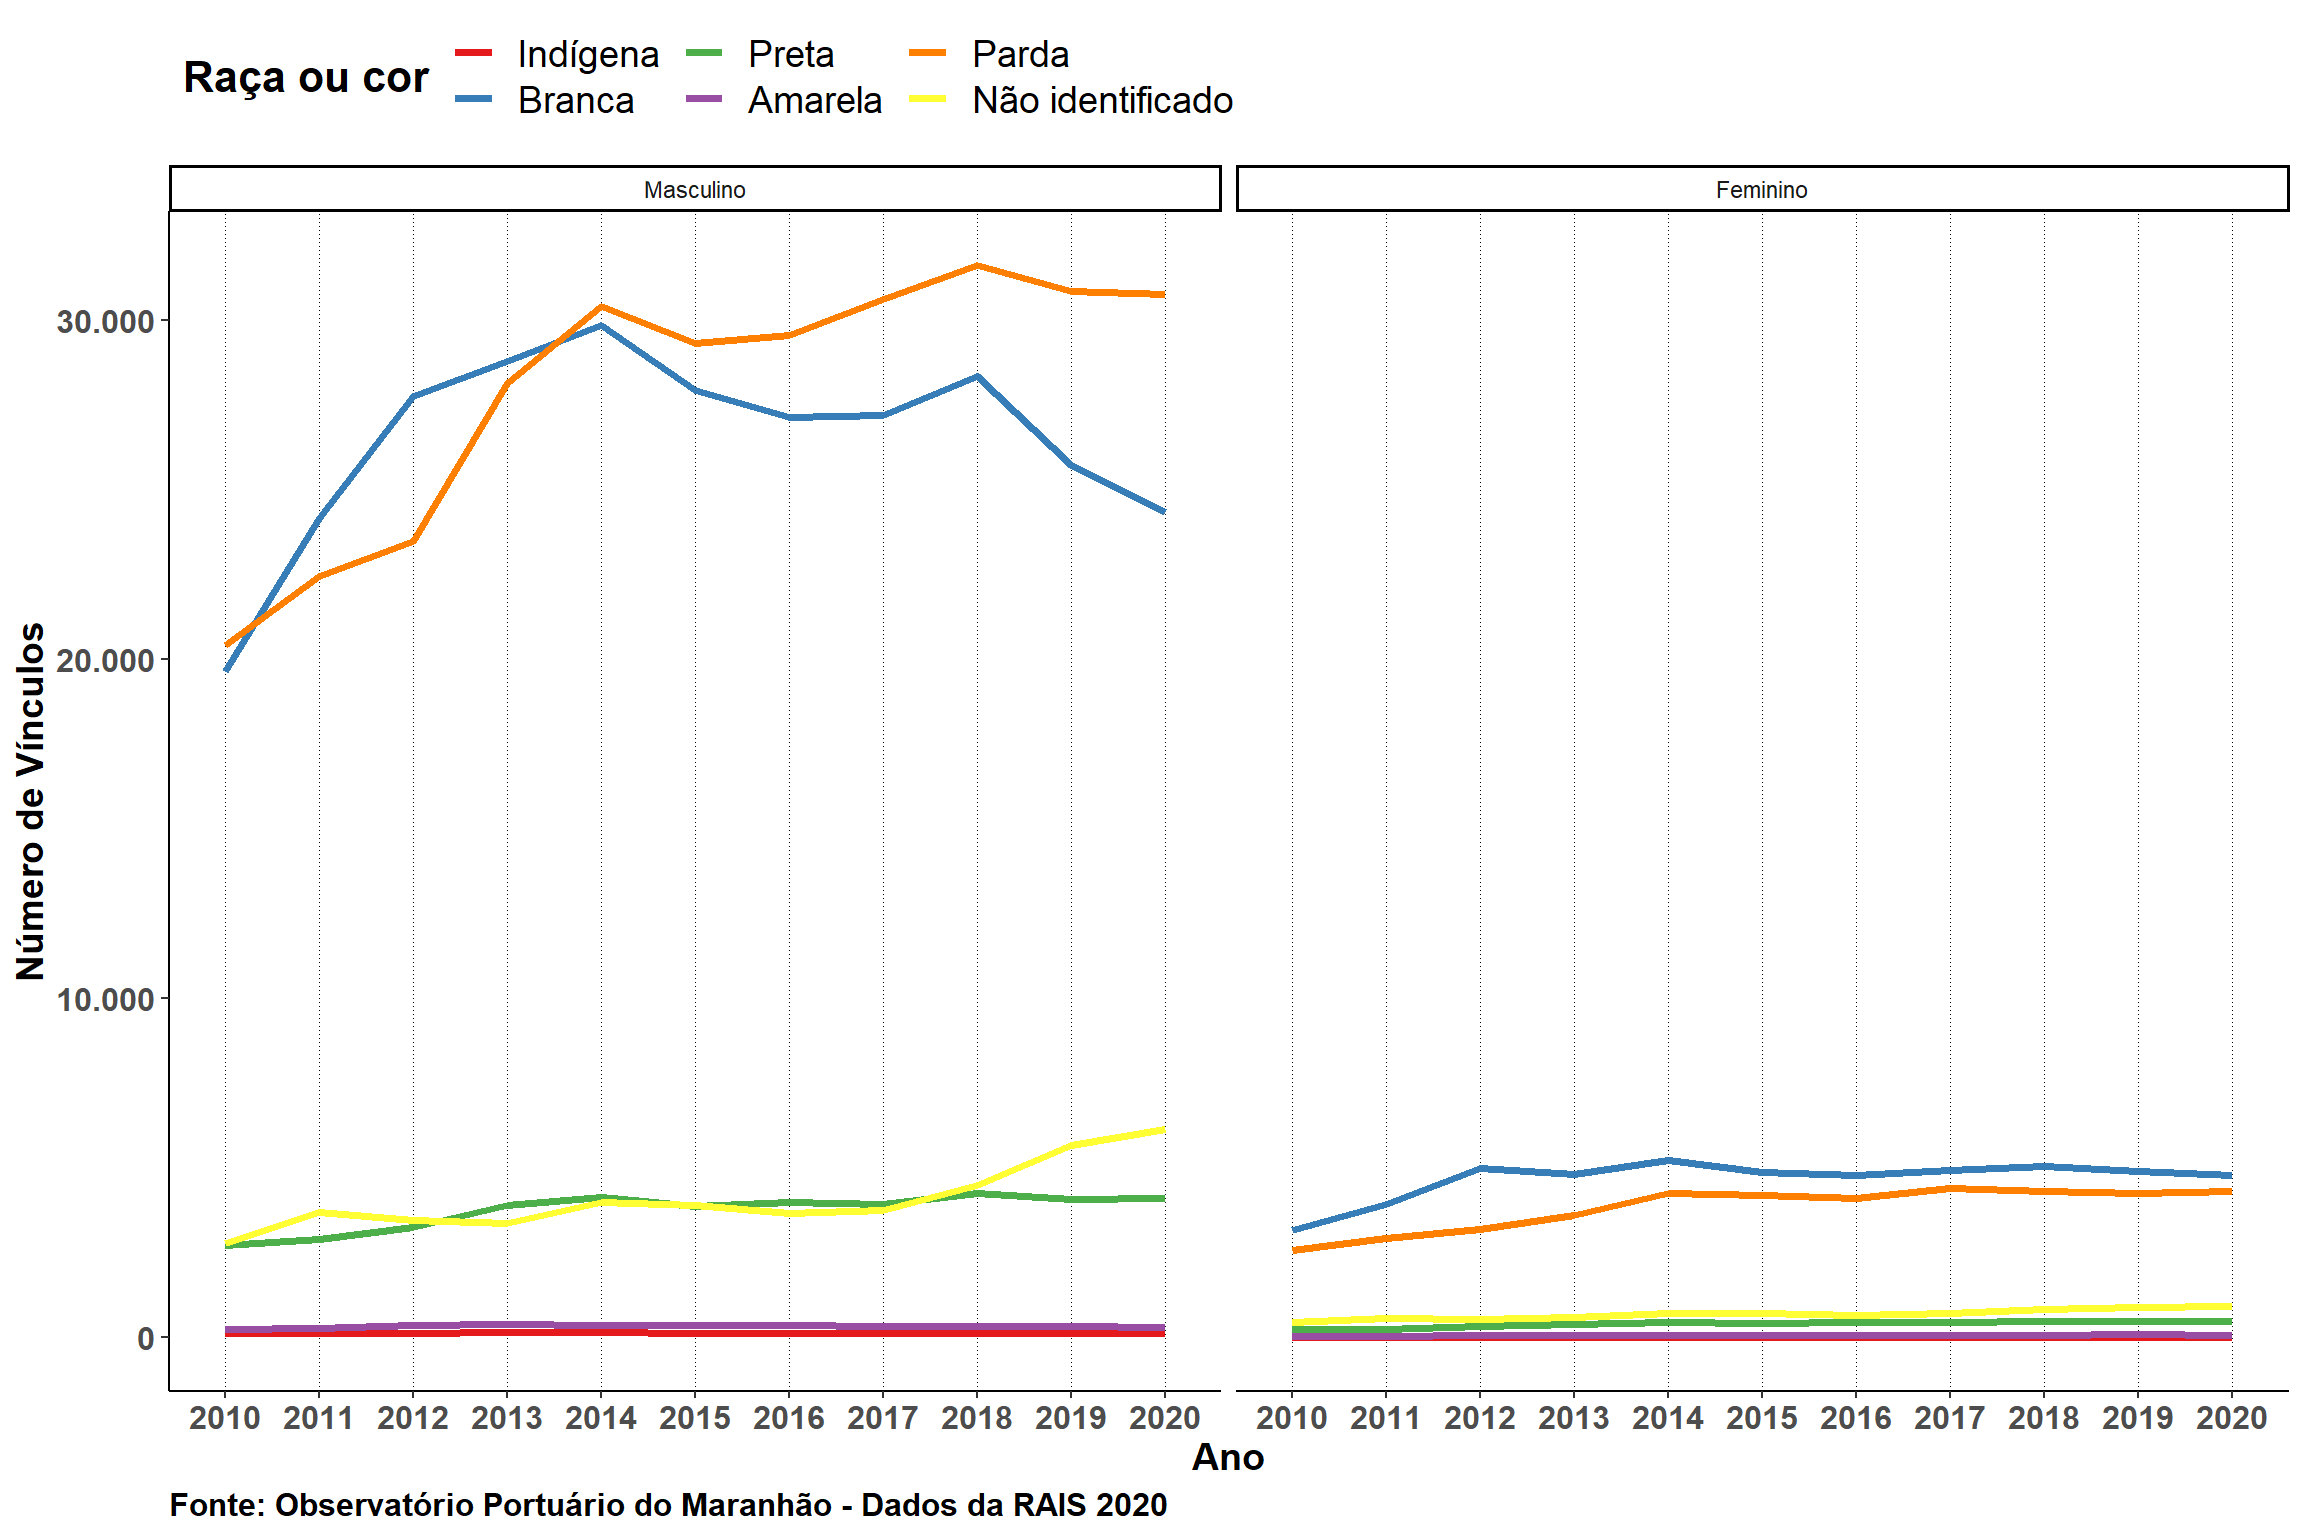 Raça ou cor
Indígena Preta Parda
Branca Amarela Não identificado
Masculino Feminino
Número de Vínculos
30.000
20.000
10.000
0
2010 2011 2012 2013 2014 2015 2016 2017 2018 2019 2020 2010 2011 2012 2013 2014 2015 2016 2017 2018 2019 2020
Ano
Fonte: Observatório Portuário do Maranhão - Dados da RAIS 2020